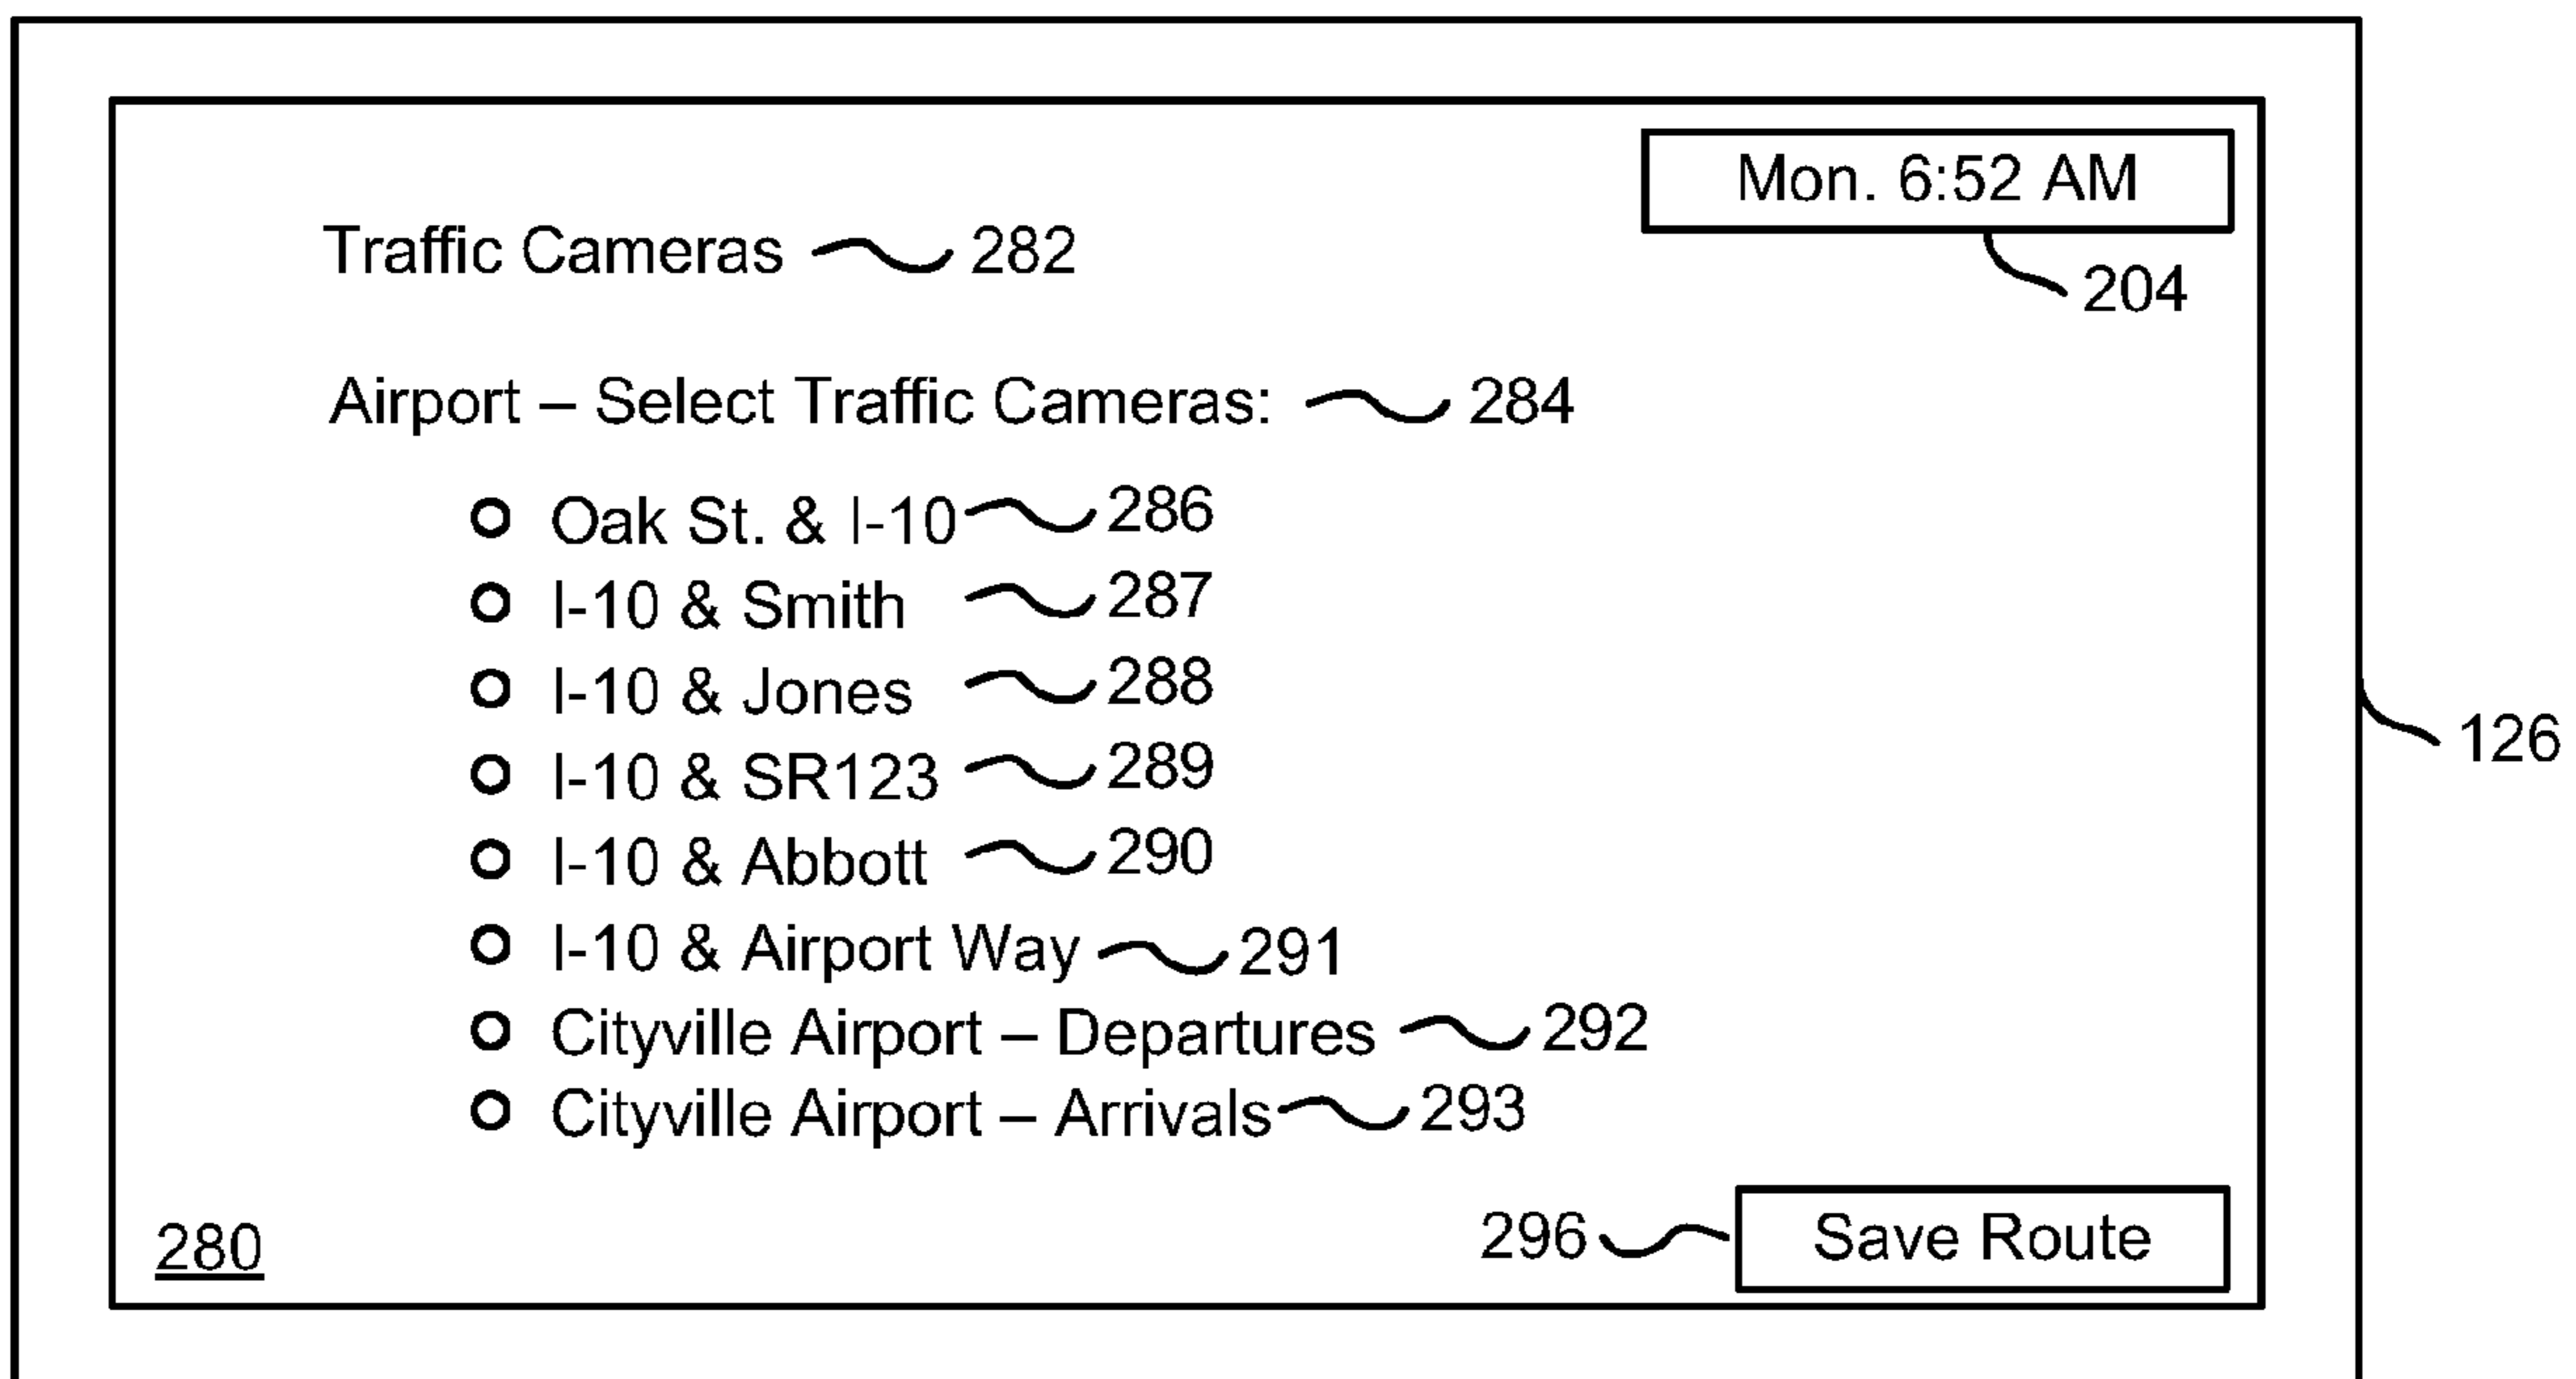 Mon. 6:52 AM
204
Traffic Cameras 282
Airport – Select Traffic Cameras: 284
Oak St. & I-10 286
I-10 & Smith 287
I-10 & Jones 288
I-10 & SR123 289
I-10 & Abbott 290
I-10 & Airport Way 291
Cityville Airport – Departures 292
Cityville Airport – Arrivals 293
126
280
296 Save Route